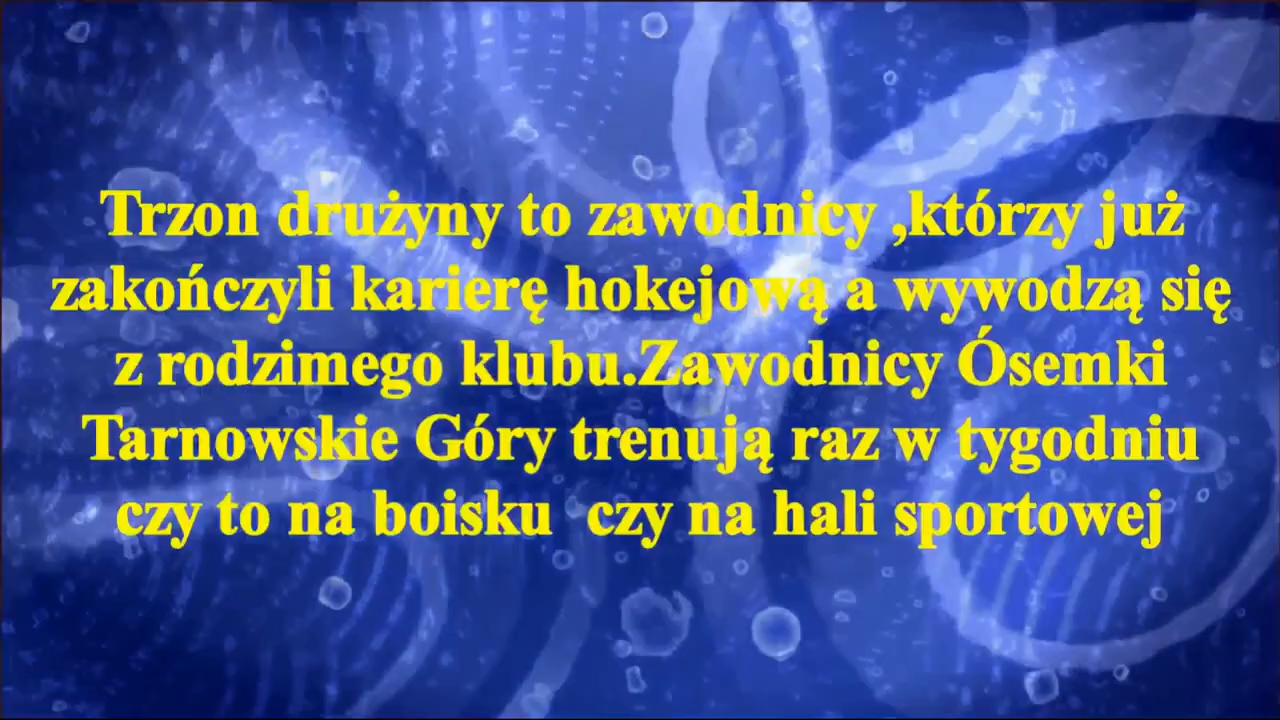 Trzon drużyny to zawodnicy ,którzy już
zakończyli karierę hokejową a wywodzą się
z rodzimego klubu.Zawodnicy Ósemki
Tarnowskie Góry trenują raz w tygodniu
czy to na boisku  czy na hali sportowej